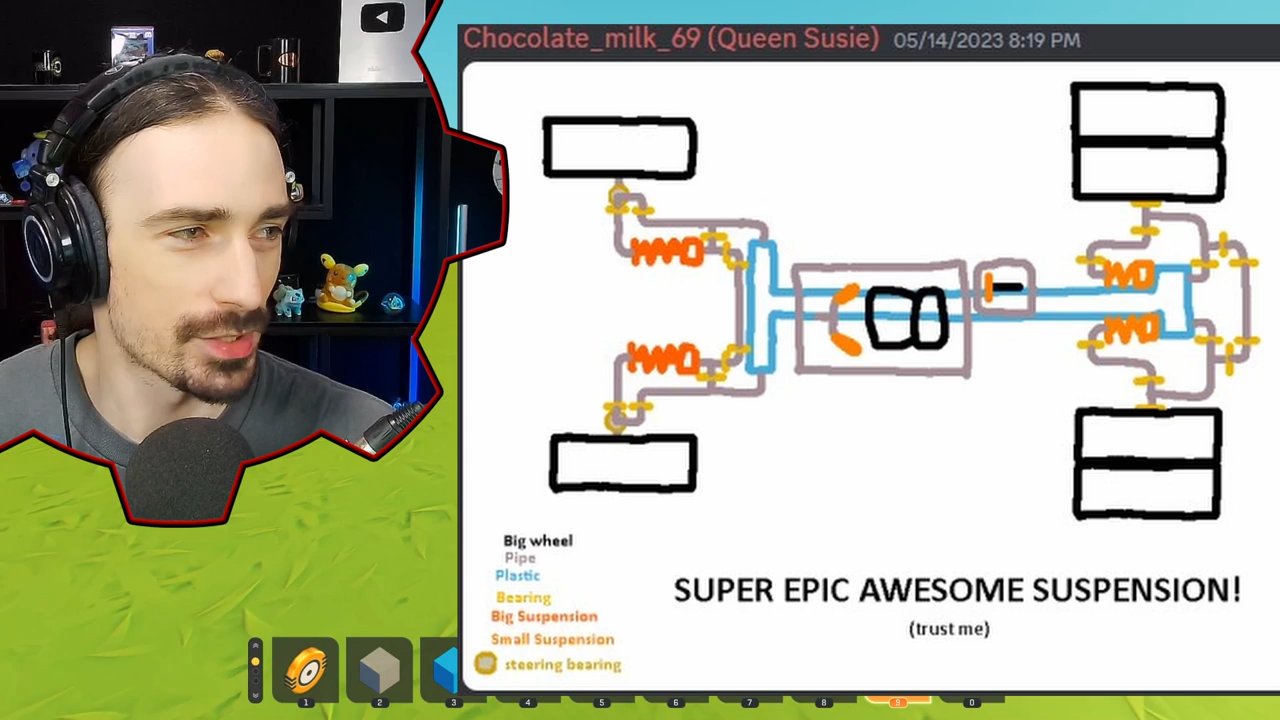 Chocolate_milk_69 (Queen Susie) 05/14/2023 8:19 PM
Big wheel
Pipe
Plastic
Bearing
Big Suspension
Small Suspension
steering bearing
SUPER EPIC AWESOME SUSPENSION!
(trust me)
1 2 3 4 5 6 7 8 9 0